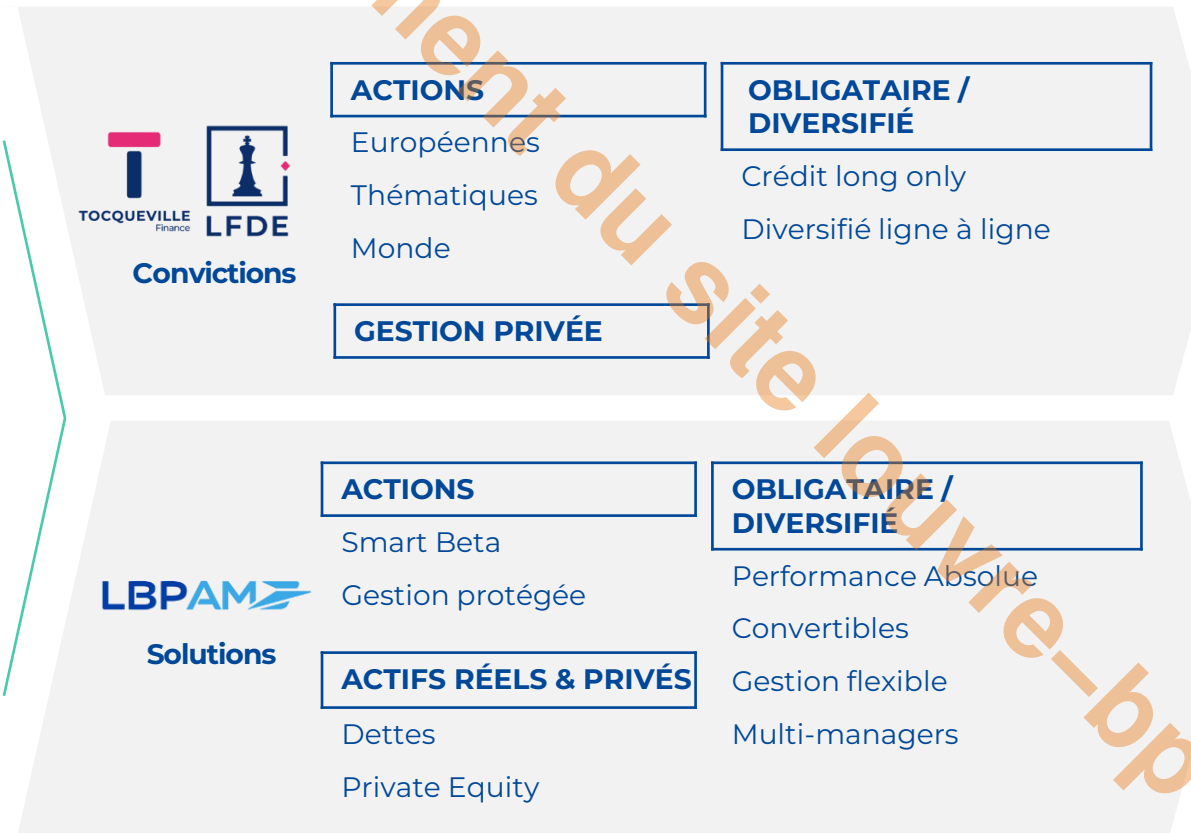 TOCQUEVILLE
Finance
LFDE
Convictions
ACTIONS
Européennes
Thématiques
Monde
GESTION PRIVÉE
OBLIGATAIRE /
DIVERSIFIÉ
Crédit long only
Diversifié ligne à ligne
LBPAM
Solutions
ACTIONS
Smart Beta
Gestion protégée
ACTIFS RÉELS & PRIVÉS
Dettes
Private Equity
OBLIGATAIRE /
DIVERSIFIÉ
Performance Absolue
Convertibles
Gestion flexible
Multi-managers
du site louvre-bp